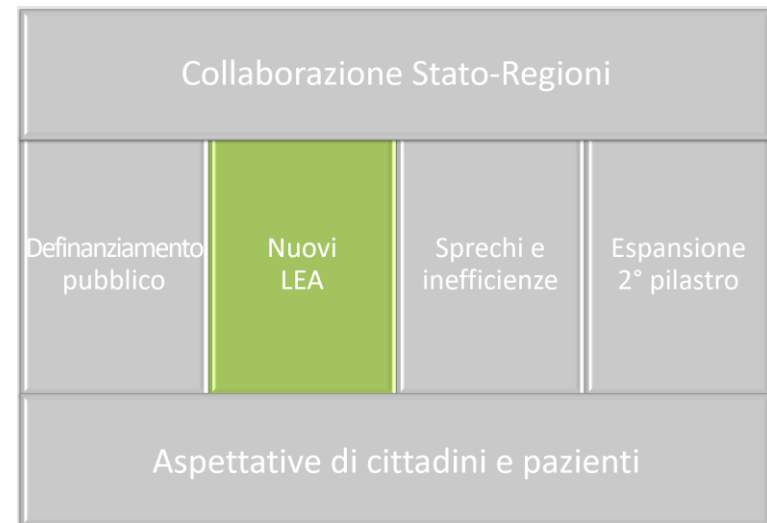 Collaborazione Stato-Regioni
Definanziamento
pubblico
Nuovi
LEA
Sprechi e
inefficienze
Espansione
2° pilastro
Aspettative di cittadini e pazienti